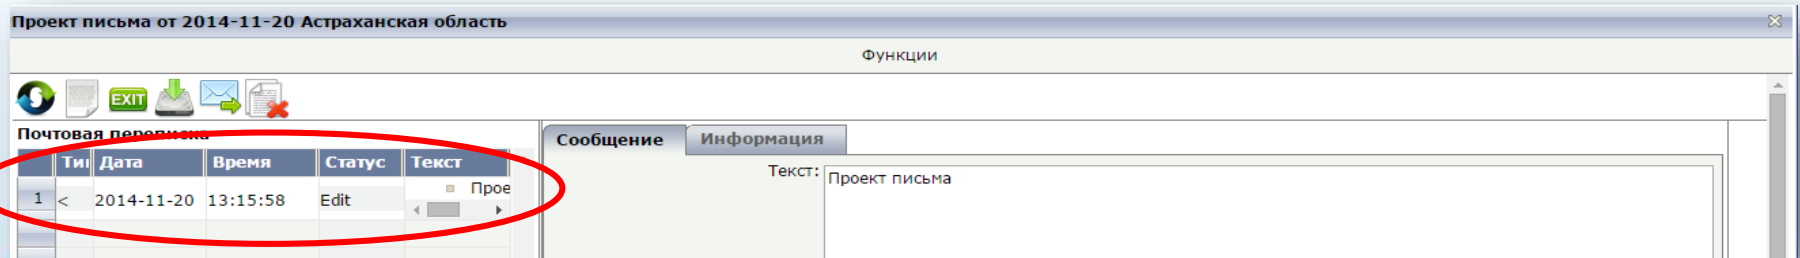 Проект письма от 2014-11-20 Астраханская область
Функции
EXIT
Почтовая переписка
Сообщение Информация
Ти Дата Время Статус Текст
Текст: Проект письма
1 < 2014-11-20 13:15:58 Edit Прое